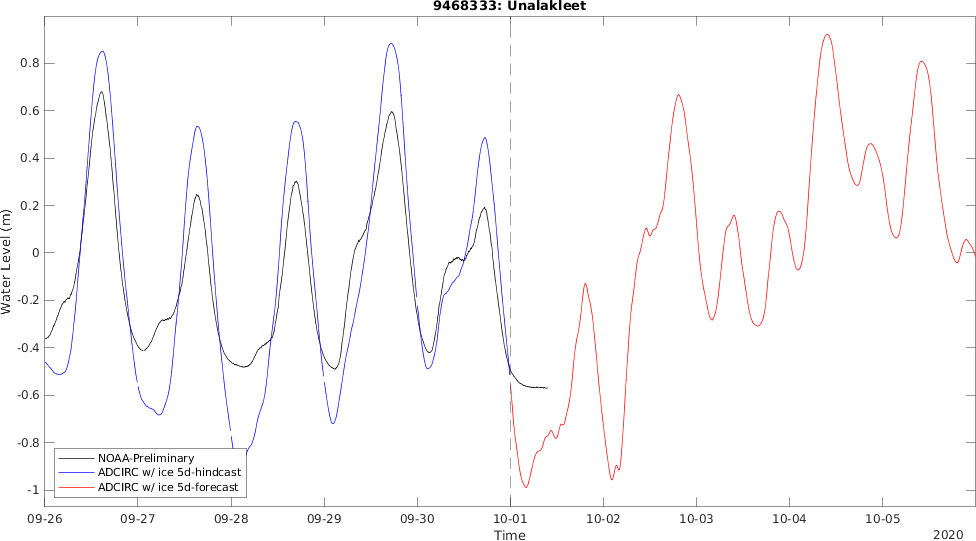 9468333: Unalakleet
Water Level (m)
0.8
0.6
0.4
0.2
0
-0.2
-0.4
-0.6
-0.8
-1
NOAA-Preliminary
ADCIRC w/ ice 5d-hindcast
ADCIRC w/ ice 5d-forecast
09-26 09-27 09-28 09-29 09-30 10-01 10-02 10-03 10-04 10-05
Time
2020